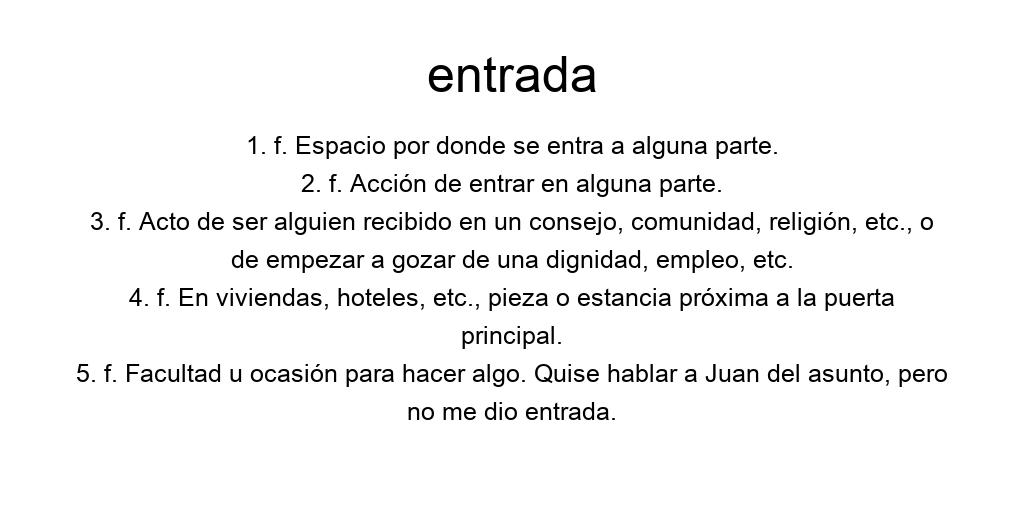 entrada
1. f. Espacio por donde se entra a alguna parte.
2. f. Acción de entrar en alguna parte.
3. f. Acto de ser alguien recibido en un consejo, comunidad, religión, etc., o
de empezar a gozar de una dignidad, empleo, etc.
4. f. En viviendas, hoteles, etc., pieza o estancia próxima a la puerta
principal.
5. f. Facultad u ocasión para hacer algo. Quise hablar a Juan del asunto, pero
no me dio entrada.